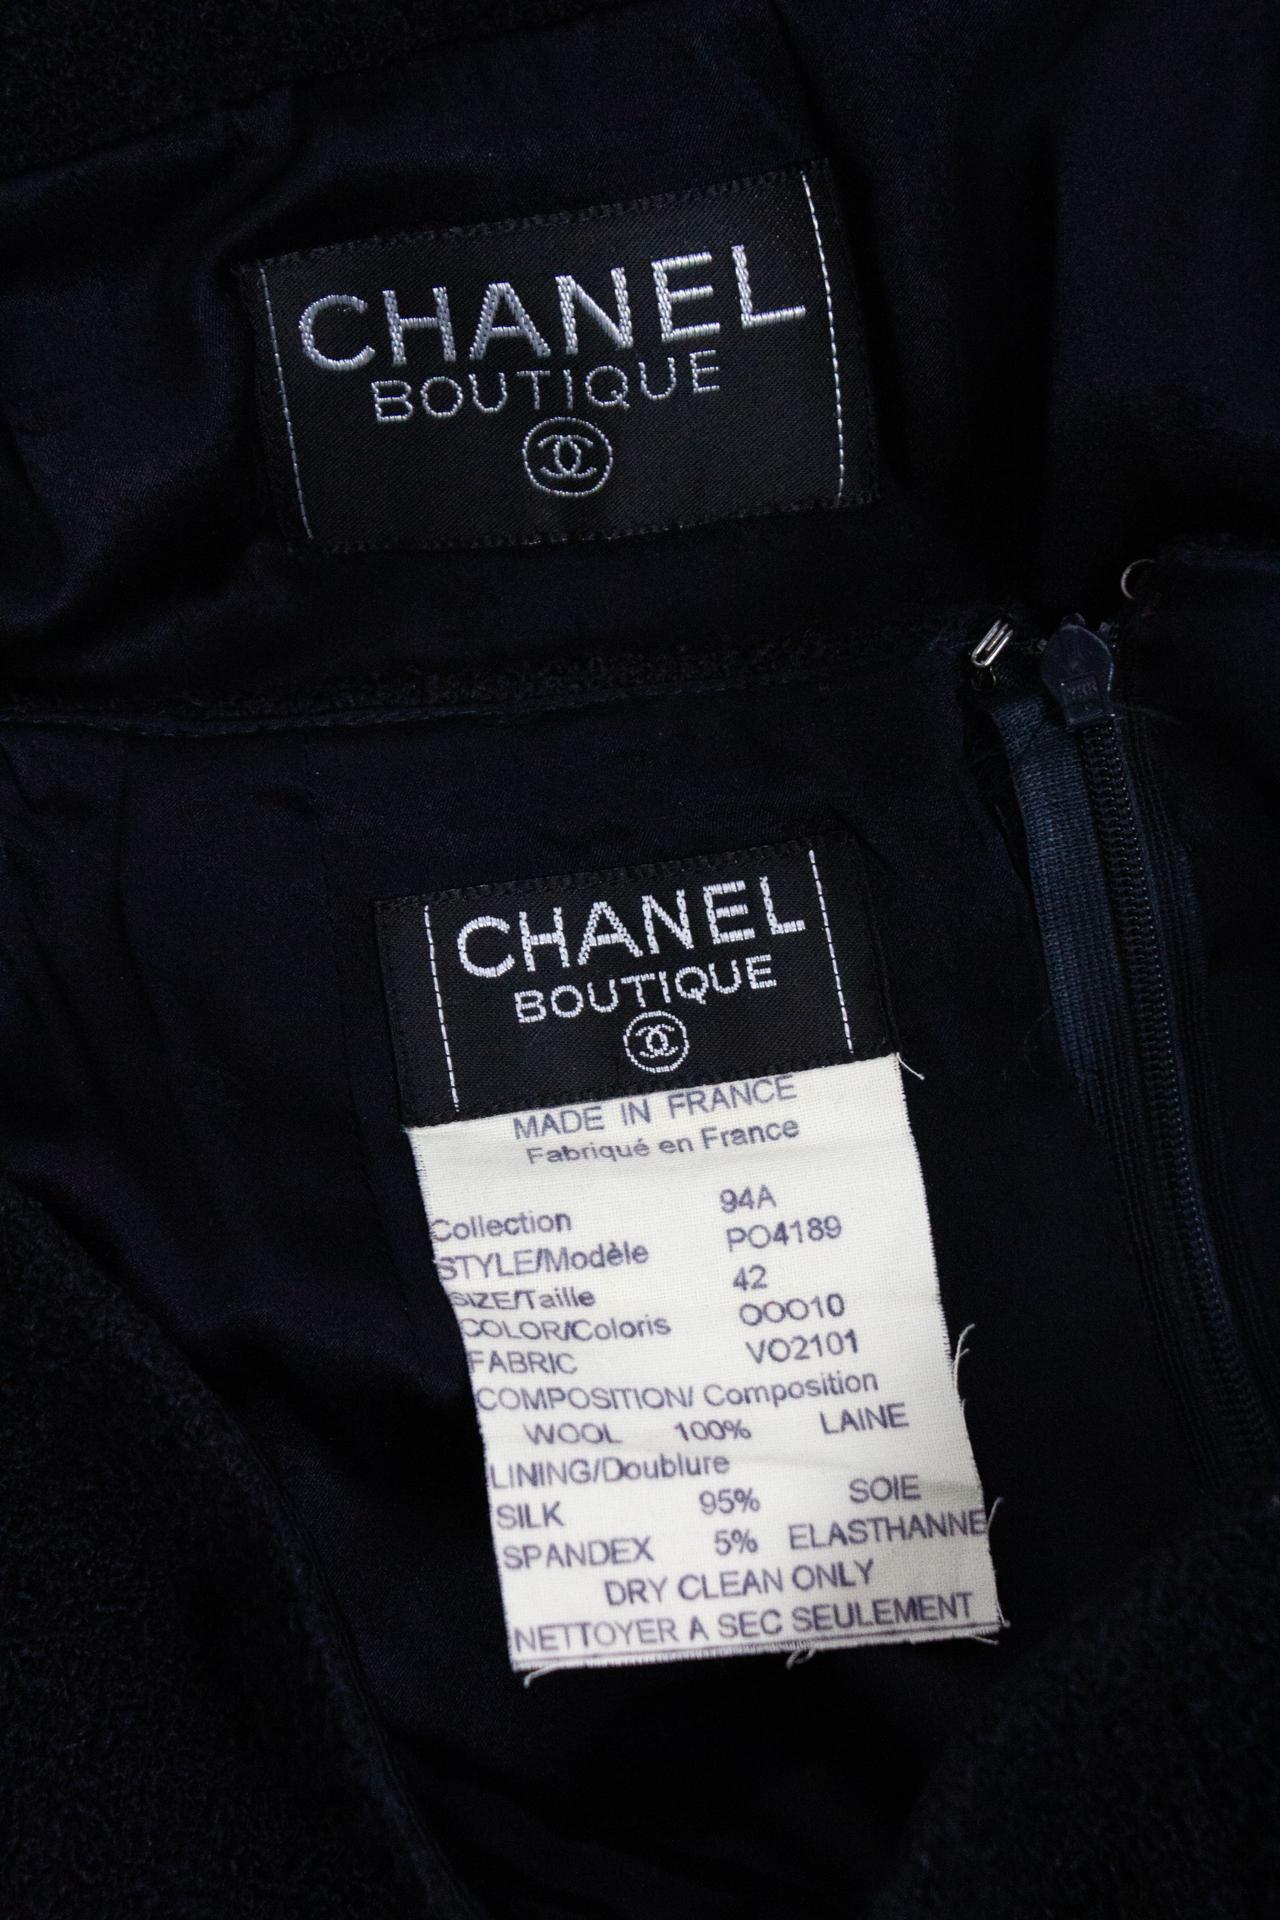 CHANEL
BOUTIQUE
CHANEL
BOUTIQUE
MADE IN FRANCE
Fabriqué en France
Collection 94A
STYLE/Modèle PO4189
SIZE/Taille 42
COLOR/Coloris OOO10
FABRIC VO2101
COMPOSITION/ Composition
WOOL 100% LAINE
LINING/Doublure
SILK 95% SOIE
SPANDEX 5% ELASTHANNE
DRY CLEAN ONLY
NETTOYER A SEC SEULEMENT